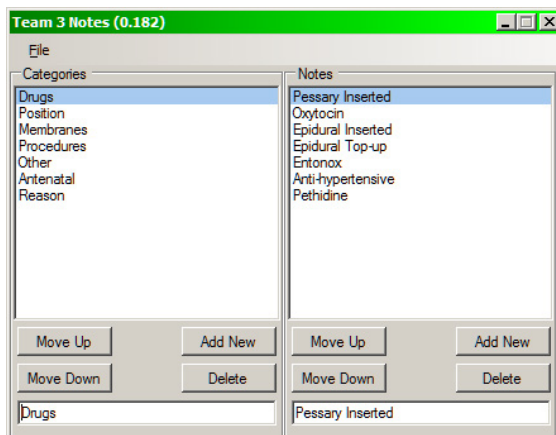 Team 3 Notes (0.182)
File
Categories
Drugs
Position
Membranes
Procedures
Other
Antenatal
Reason
Move Up
Add New
Move Down
Delete
Drugs
Notes
Pessary Inserted
Oxytocin
Epidural Inserted
Epidural Top-up
Entonox
Anti-hypertensive
Pethidine
Move Up
Add New
Move Down
Delete
Pessary Inserted